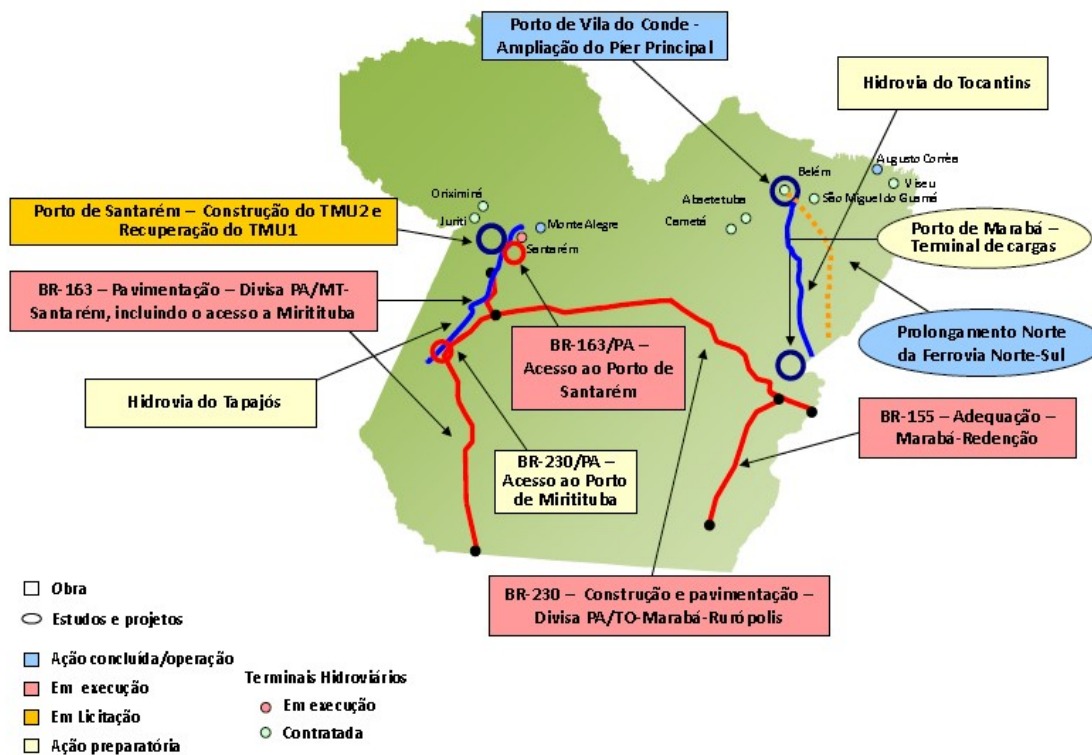 Porto de Vila do Conde -
Ampliação do Píer Principal
Hidrovia do Tocantins
Augusto Corrêa
Belém
Viseu
São Miguel do Guamá
Oriximiná
Abaetetuba
Juriti
Cametá
Monte Alegre
Santarém
Porto de Santarém – Construção do TMU2 e
Recuperação do TMU1
Porto de Marabá –
Terminal de cargas
BR-163 – Pavimentação – Divisa PA/MT-
Santarém, incluindo o acesso a Miritituba
Prolongamento Norte
da Ferrovia Norte-Sul
BR-163/PA –
Acesso ao Porto de
Santarém
Hidrovia do Tapajós
BR-155 – Adequação –
Marabá-Redenção
BR-230/PA –
Acesso ao Porto
de Miritituba
BR-230 – Construção e pavimentação –
Divisa PA/TO-Marabá-Rurópolis
Obra
Estudos e projetos
Ação concluída/operação
Em execução
Em Licitação
Ação preparatória
Terminais Hidroviários
Em execução
Contratada